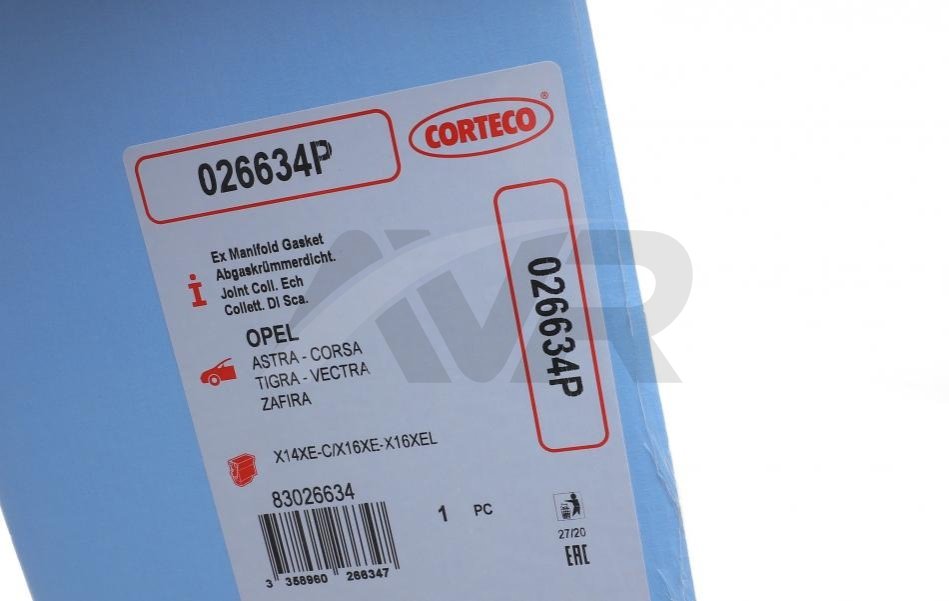 026634P
CORTECO®
Ex Manifold Gasket
Abgaskrümmerdicht.
Joint Coll. Ech
Collett. Di Sca.
OPEL
ASTRA - CORSA
TIGRA - VECTRA
ZAFIRA
026634P
X14XE-C/X16XE-X16XEL
83026634
1 PC
3 358960 266347
27/20
EAC
AVR